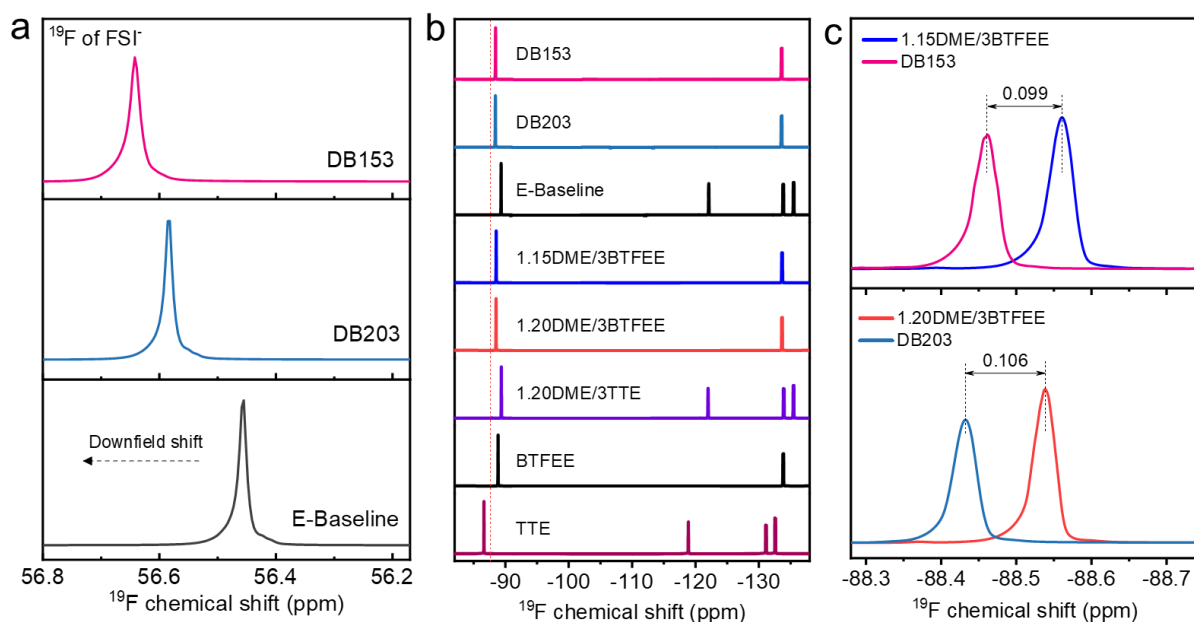 a
¹⁹F of FSI⁻
DB153
DB203
Downfield shift
E-Baseline
56.8 56.6 56.4 56.2
¹⁹F chemical shift (ppm)
b
DB153
DB203
E-Baseline
1.15DME/3BTFEE
1.20DME/3BTFEE
1.20DME/3TTE
BTFEE
TTE
-90 -100 -110 -120 -130
¹⁹F chemical shift (ppm)
c
1.15DME/3BTFEE
DB153
0.099
1.20DME/3BTFEE
DB203
0.106
-88.3 -88.4 -88.5 -88.6 -88.7
¹⁹F chemical shift (ppm)